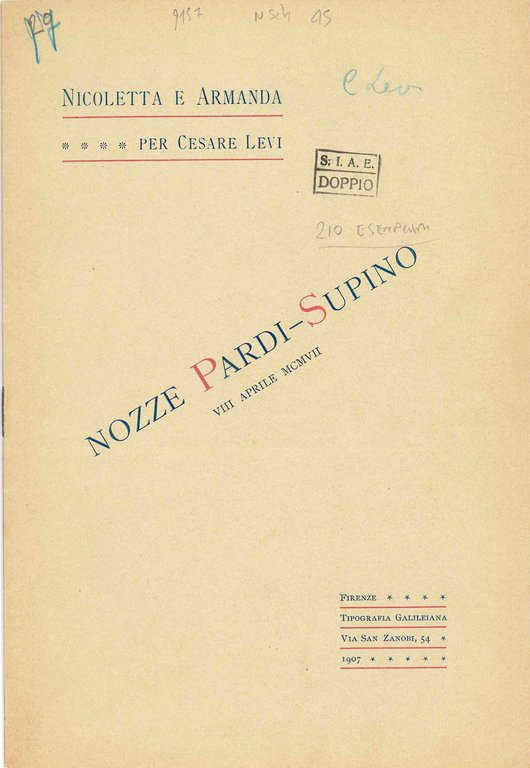 9157 N Sch 45
NICOLETTA E ARMANDA
* * * * PER CESARE LEVI
C Levi
S. I. A. E.
DOPPIO
210 ESEMPLARI
NOZZE PARDI-SUPINO
VIII APRILE MCMVII
FIRENZE * * * *
TIPOGRAFIA GALILEIANA
VIA SAN ZANOBI, 54 *
1907 * * * * *